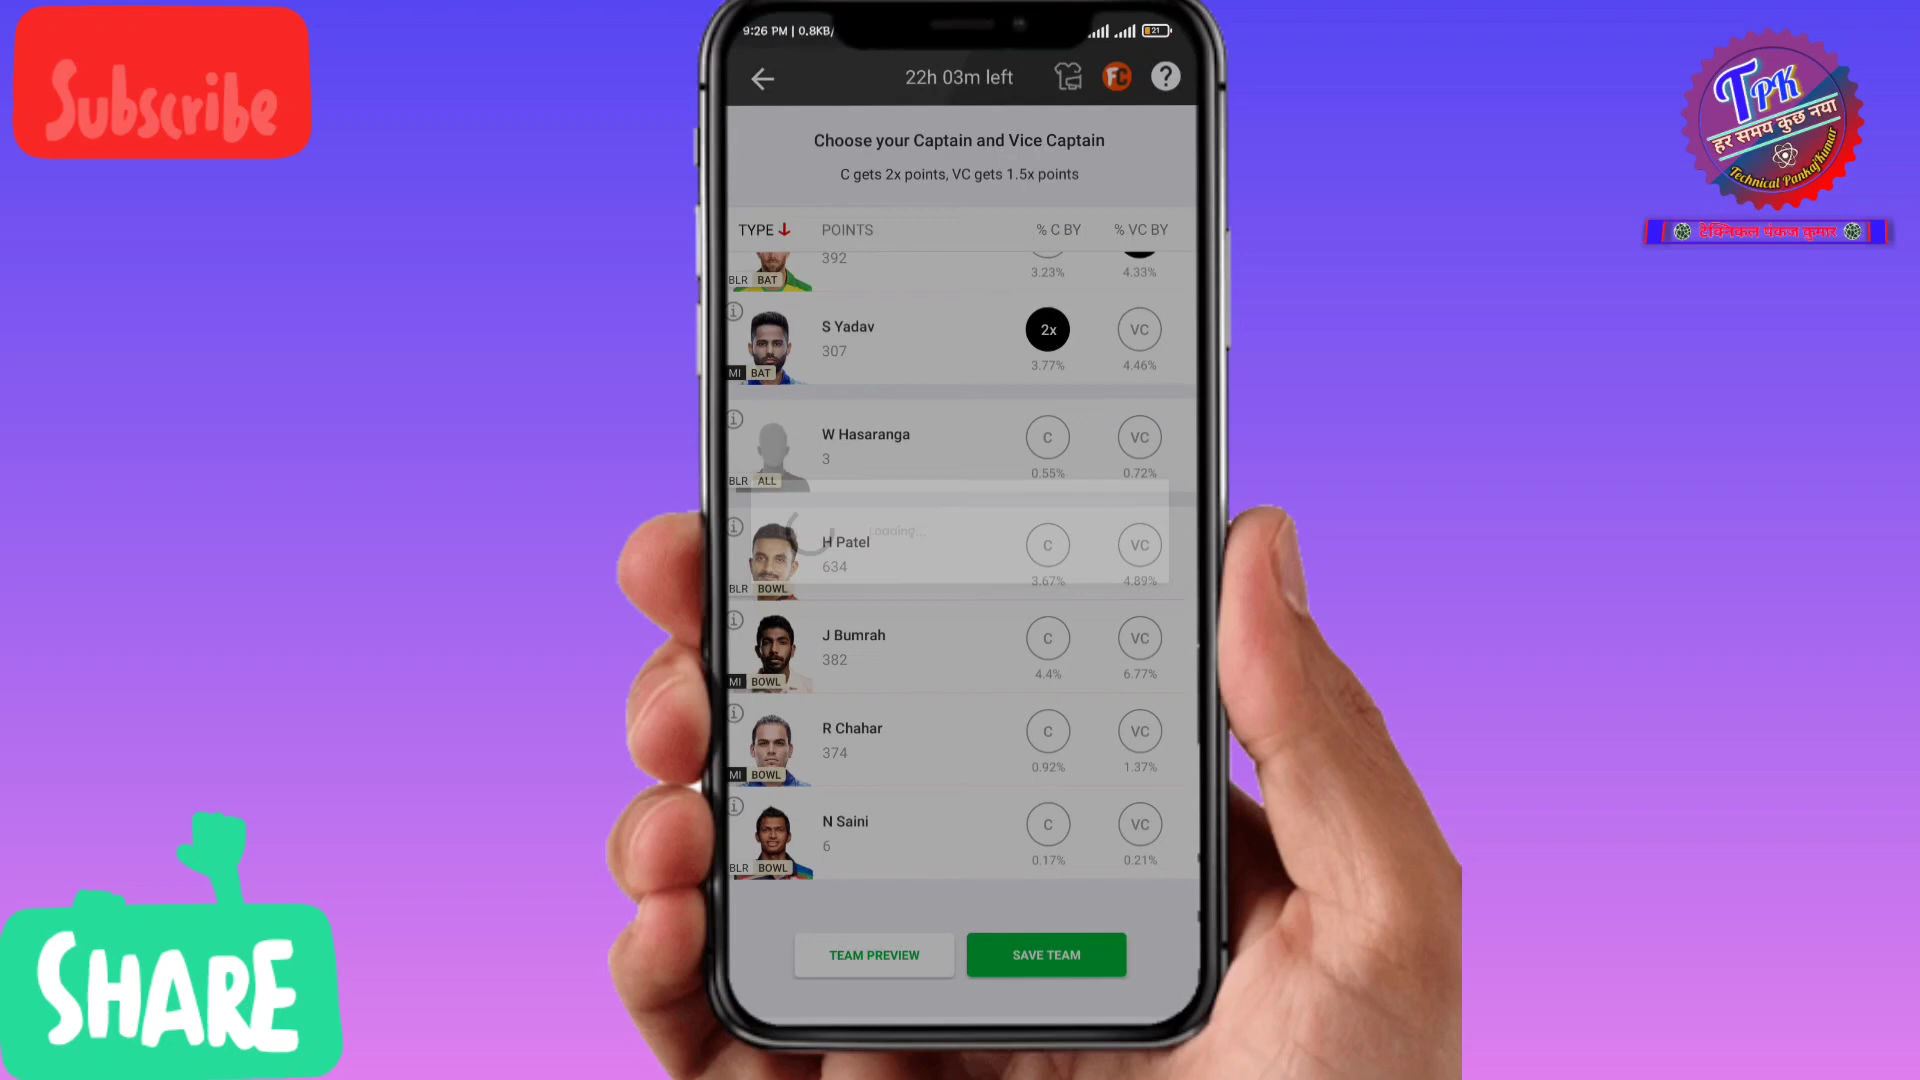 Subscribe
9:26 PM | 0.8KB/
21
22h 03m left
FC
?
Choose your Captain and Vice Captain
C gets 2x points, VC gets 1.5x points
TYPE POINTS % C BY % VC BY
392
3.23% 4.33%
BLR BAT
S Yadav
307
2x VC
3.77% 4.46%
MI BAT
W Hasaranga
3
C VC
0.55% 0.72%
BLR ALL
Loading...
H Patel
634
C VC
3.67% 4.89%
BLR BOWL
J Bumrah
382
C VC
4.4% 6.77%
MI BOWL
R Chahar
374
C VC
0.92% 1.37%
MI BOWL
N Saini
6
C VC
0.17% 0.21%
BLR BOWL
TEAM PREVIEW SAVE TEAM
TPK
हर समय कुछ नया
Technical PankajKumar
टेक्निकल पंकज कुमार
SHARE